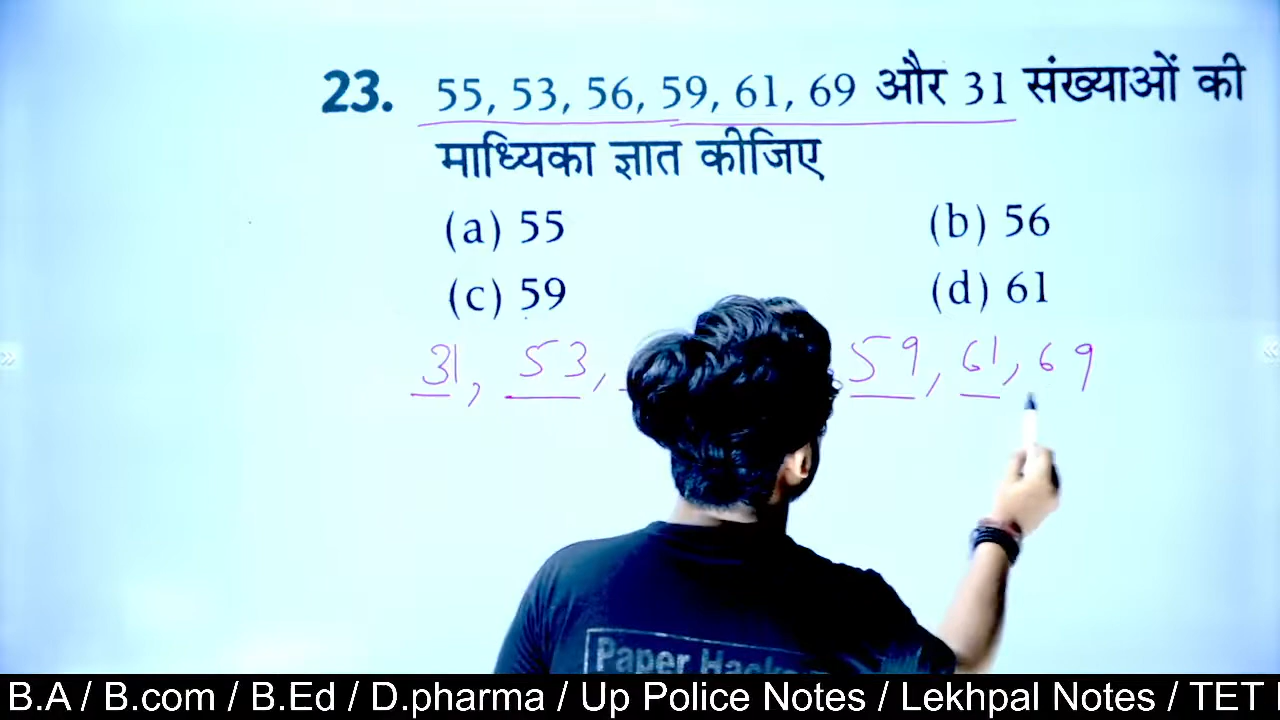 23. 55, 53, 56, 59, 61, 69 और 31 संख्याओं की
माध्यिका ज्ञात कीजिए
(a) 55 (b) 56
(c) 59 (d) 61
31, 53, 59, 61, 69
Paper
B.A / B.com / B.Ed / D.pharma / Up Police Notes / Lekhpal Notes / TET